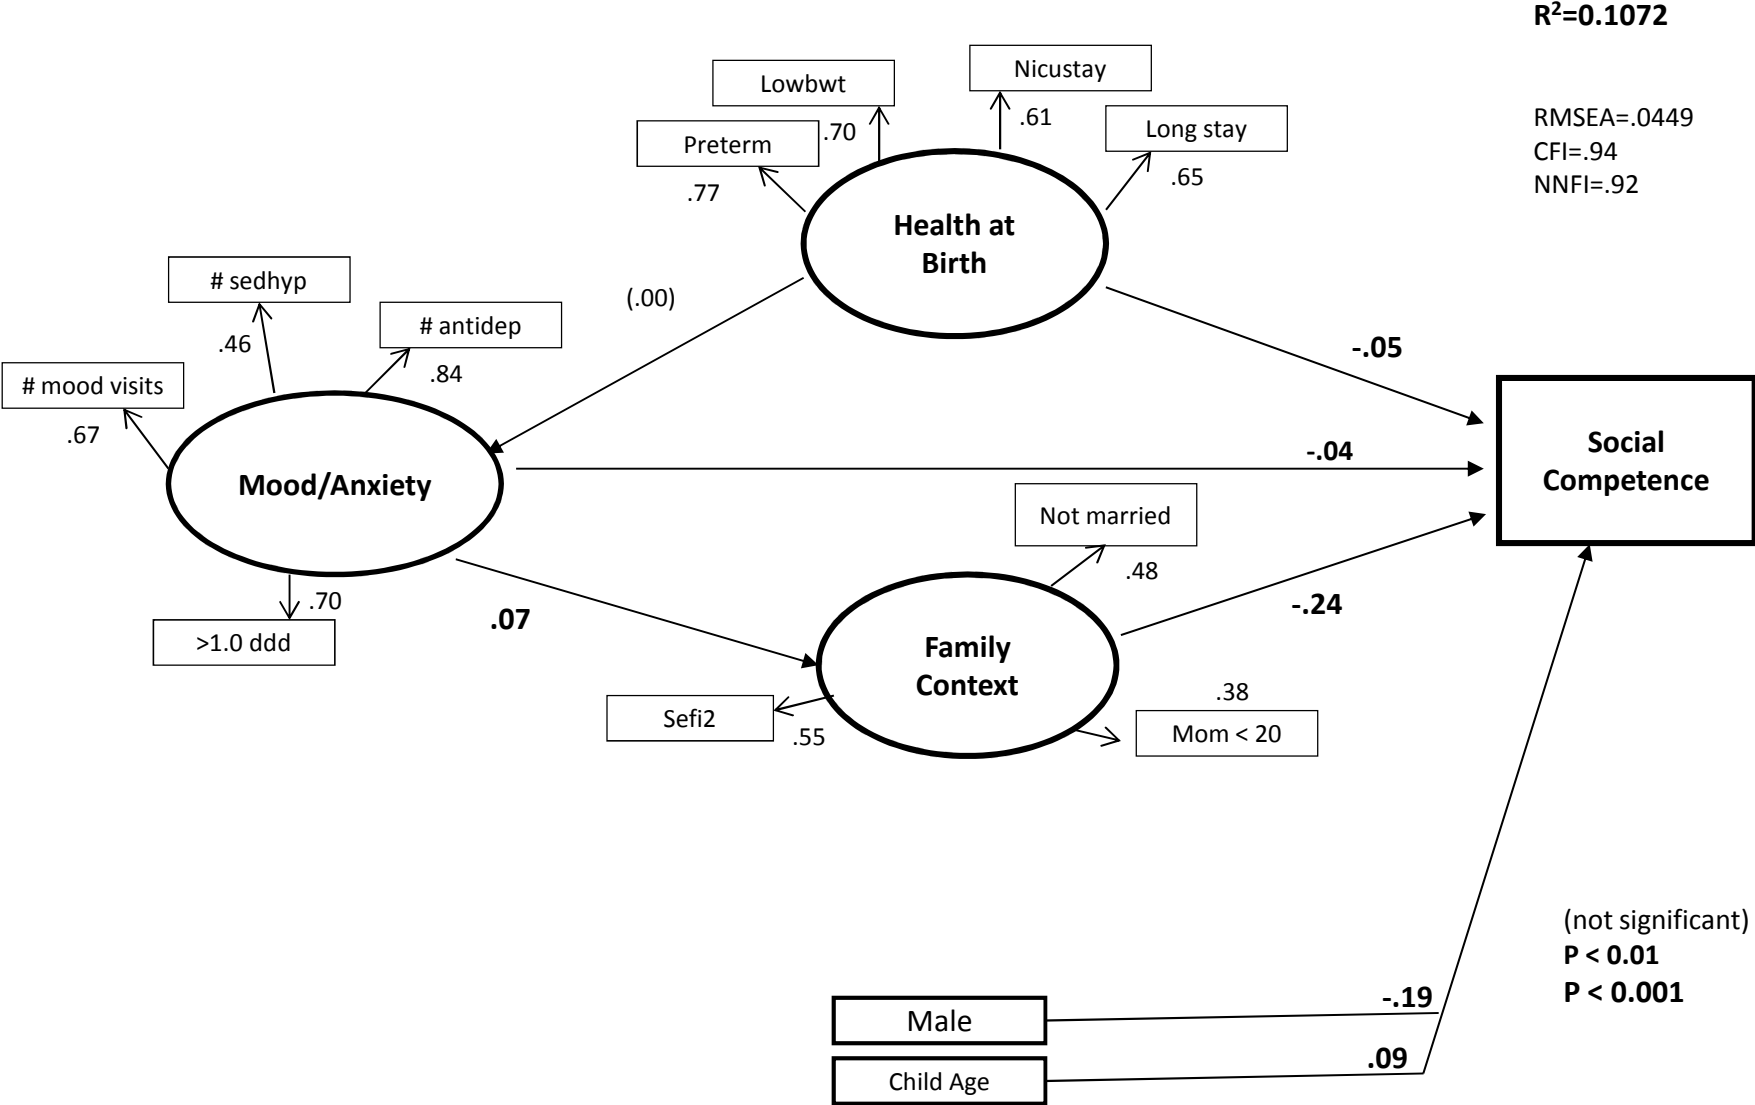 R²=0.1072
Nicustay
Lowbwt
.61
RMSEA=.0449
.70
Long stay
Preterm
CFI=.94
.77
.65
NNFI=.92
Health at
Birth
# sedhyp
(.00)
# antidep
.46
-.05
.84
# mood visits
.67
Social
Competence
-.04
Mood/Anxiety
Not married
.48
.70
-.24
.07
>1.0 ddd
Family
Context
.38
Sefi2
.55
Mom < 20
(not significant)
P < 0.01
P < 0.001
-.19
Male
.09
Child Age